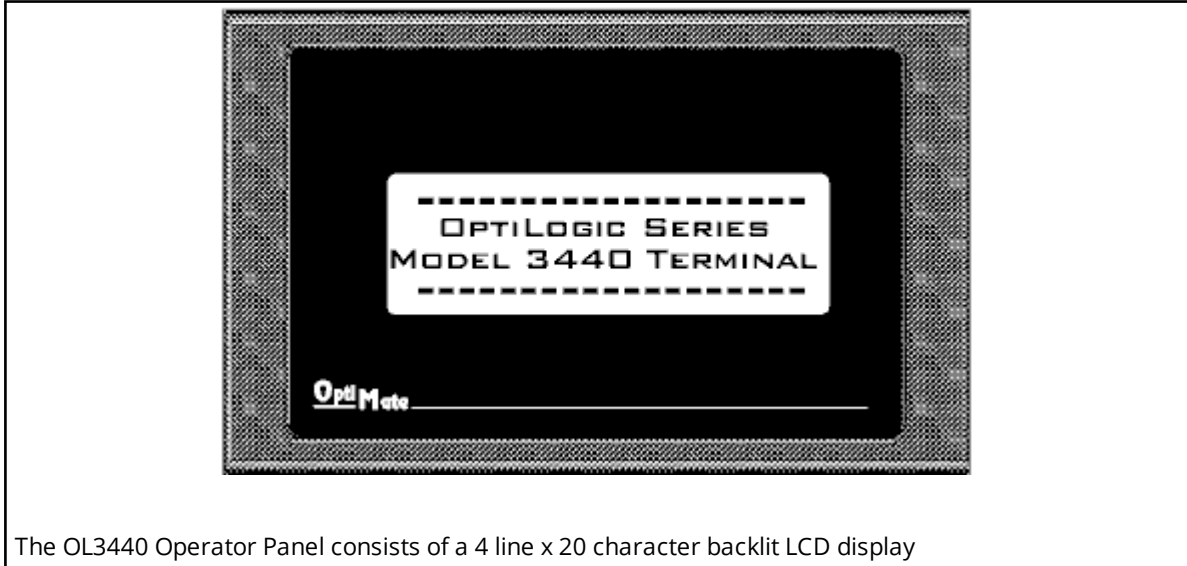 -------------------
OptiLogic Series
Model 3440 Terminal
-------------------
OptiMate
The OL3440 Operator Panel consists of a 4 line x 20 character backlit LCD display